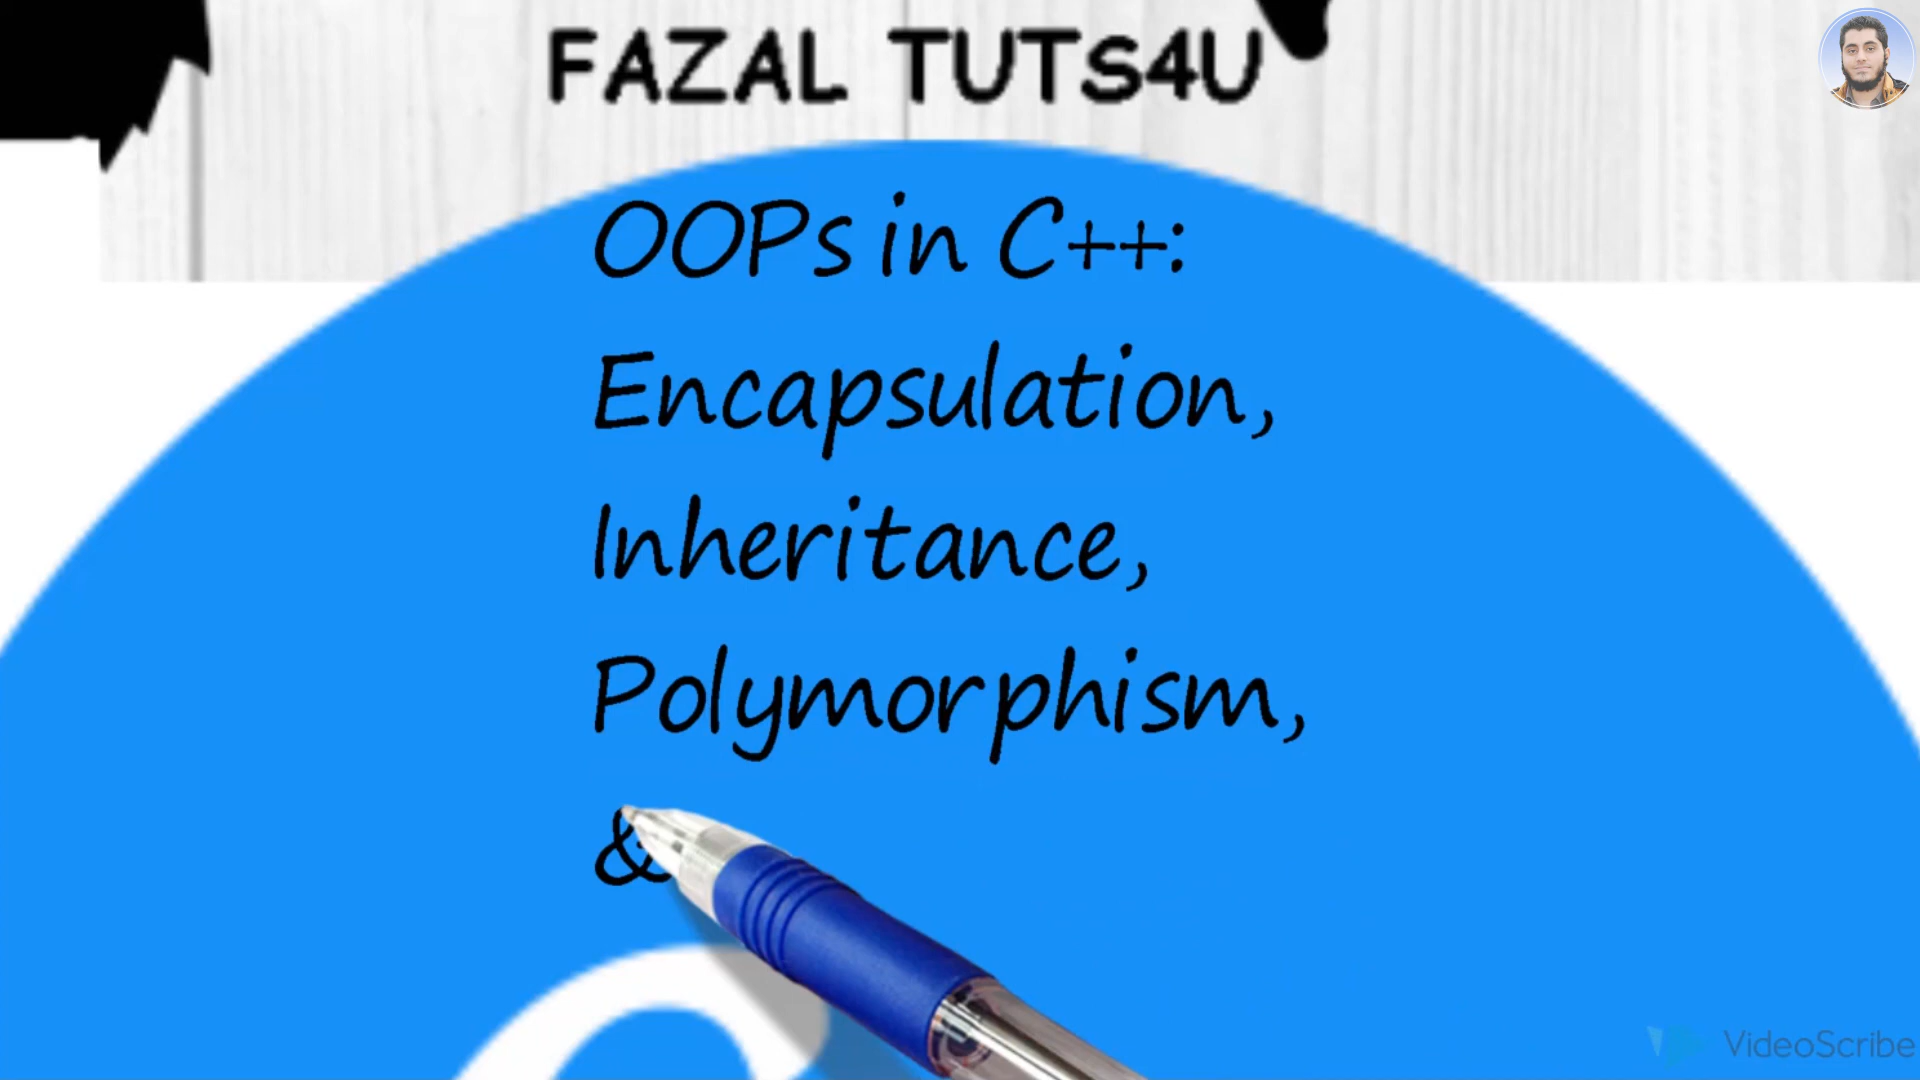 FAZAL TUTS4U
OOPs in C++:
Encapsulation,
Inheritance,
Polymorphism,
&
VideoScribe